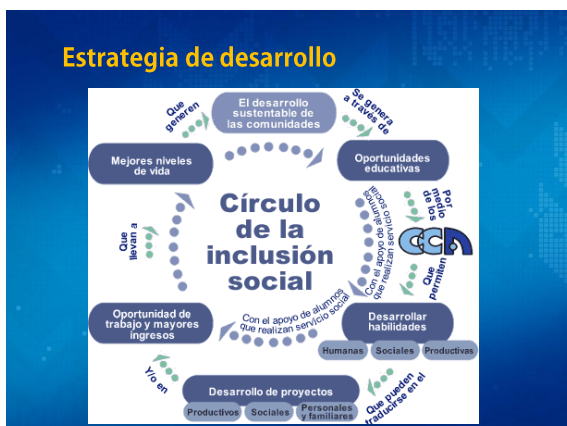 Estrategia de desarrollo
El desarrollo
sustentable de
las comunidades
Se genera
a través de
Oportunidades
educativas
Por
medio de
los
CCA
Que
permiten
Con el apoyo de alumnos
que realizan servicio social
Desarrollar
habilidades
Humanas
Sociales
Productivas
Que pueden
traducirse en el
Desarrollo de proyectos
Productivos
Sociales
Personales
y familiares
Y/o en
Con el apoyo de alumnos
que realizan servicio social
Oportunidad de
trabajo y mayores
ingresos
Que
llevan a
Mejores niveles
de vida
Que
generen
Círculo
de la
inclusión
social